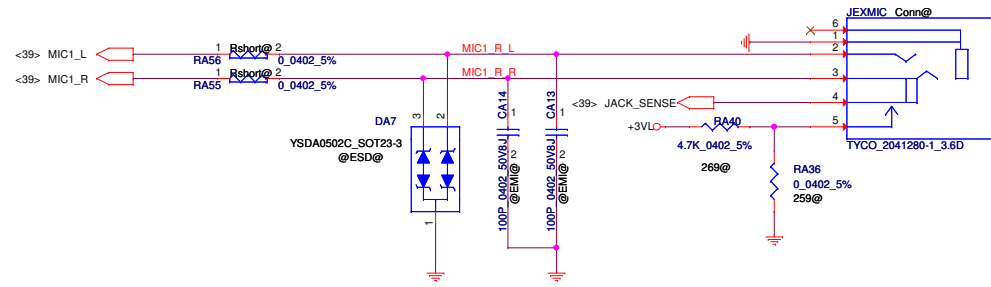 JEXMIC Conn@
6
1
<39> MIC1_L 1 Rshort@ 2 MIC1_R_L 2
RA56 0_0402_5%
<39> MIC1_R 1 Rshort@ 2 MIC1_R_R 3
RA55 0_0402_5%
CA14
CA13
<39> JACK_SENSE 4
3 2 1 1
DA7 +3VL RA40 5
YSDA0502C_SOT23-3 4.7K_0402_5% TYCO_2041280-1_3.6D
@ESD@ 2 2
269@ RA36
0_0402_5%
259@
100P_0402_50V8J
@EMI@
100P_0402_50V8J
@EMI@
1